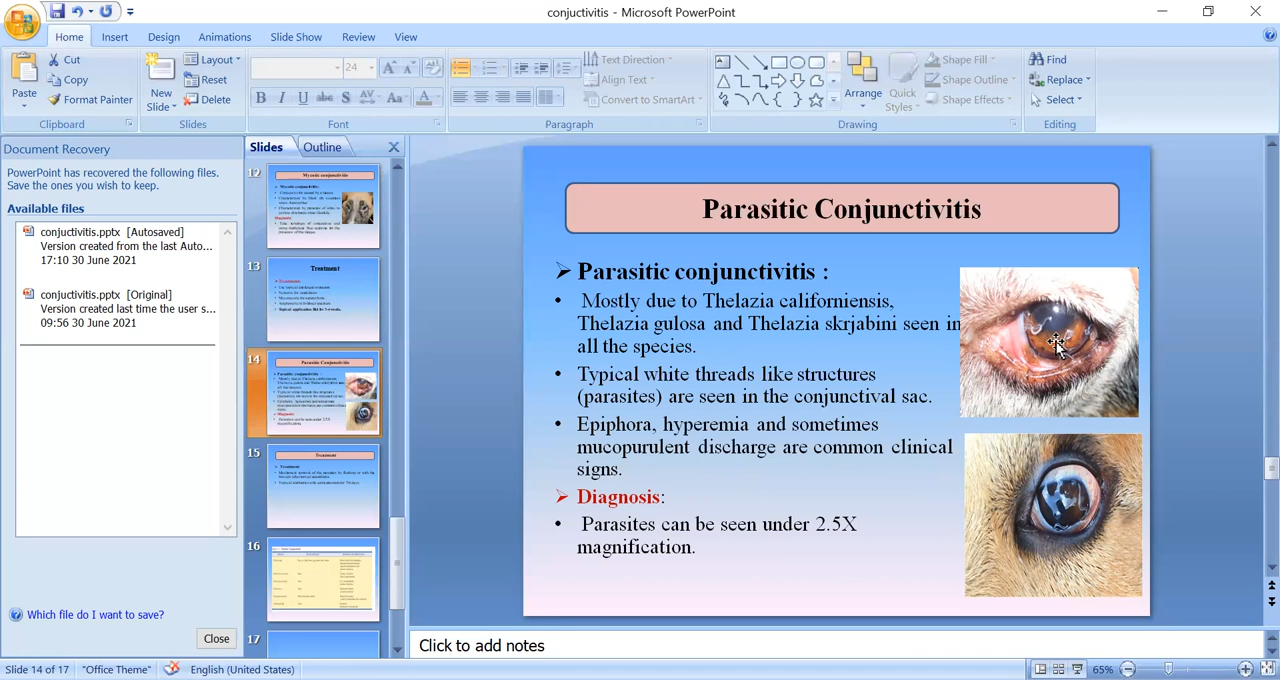 conjuctivitis - Microsoft PowerPoint
Home Insert Design Animations Slide Show Review View
Paste
Cut
Copy
Format Painter
Clipboard
New
Slide
Layout
Reset
Delete
Slides
24
B I U abc S AV Aa A
Font
Text Direction
Align Text
Convert to SmartArt
Paragraph
Arrange
Quick
Styles
Shape Fill
Shape Outline
Shape Effects
Drawing
Find
Replace
Select
Editing
Document Recovery
PowerPoint has recovered the following files.
Save the ones you wish to keep.
Available files
conjuctivitis.pptx [Autosaved]
Version created from the last Auto...
17:10 30 June 2021
conjuctivitis.pptx [Original]
Version created last time the user s...
09:56 30 June 2021
Which file do I want to save?
Close
Slides Outline
12
Mycotic conjunctivitis
13
Treatment
14
Parasitic Conjunctivitis
15
Treatment
16
17
Parasitic Conjunctivitis
➢ Parasitic conjunctivitis :
• Mostly due to Thelazia californiensis,
Thelazia gulosa and Thelazia skrjabini seen in
all the species.
• Typical white threads like structures
(parasites) are seen in the conjunctival sac.
• Epiphora, hyperemia and sometimes
mucopurulent discharge are common clinical
signs.
➢ Diagnosis:
• Parasites can be seen under 2.5X
magnification.
Click to add notes
Slide 14 of 17 "Office Theme" English (United States) 65%